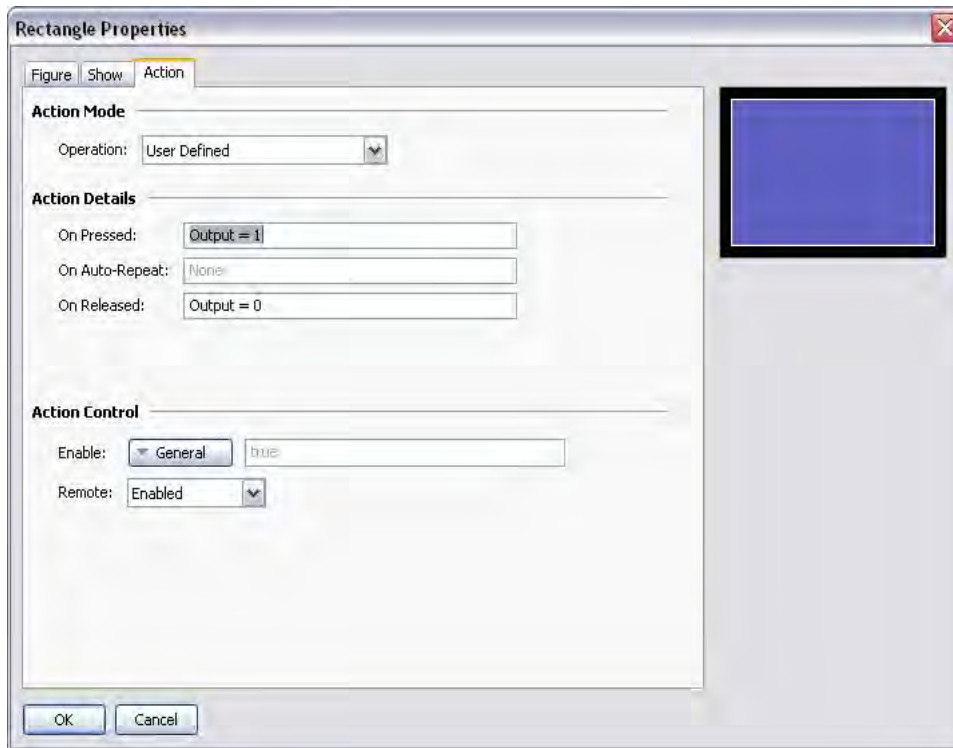 Rectangle Properties
Figure Show Action
Action Mode
Operation: User Defined
Action Details
On Pressed: Output = 1
On Auto-Repeat: None
On Released: Output = 0
Action Control
Enable: General true
Remote: Enabled
OK Cancel